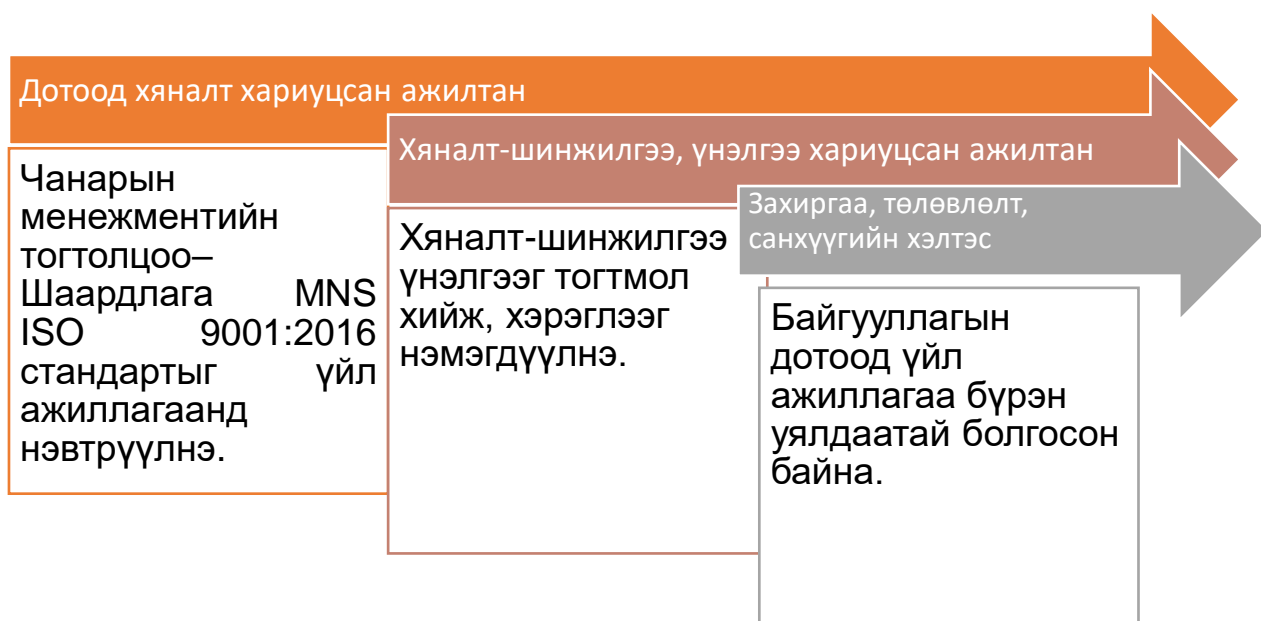 Дотоод хяналт хариуцсан ажилтан
Чанарын
менежментийн
тогтолцоо–
Шаардлага MNS
ISO 9001:2016
стандартыг үйл
ажиллагаанд
нэвтрүүлнэ.
Хяналт-шинжилгээ, үнэлгээ хариуцсан ажилтан
Хяналт-шинжилгээ
үнэлгээг тогтмол
хийж, хэрэглээг
нэмэгдүүлнэ.
Захиргаа, төлөвлөлт,
санхүүгийн хэлтэс
Байгууллагын
дотоод үйл
ажиллагаа бүрэн
уялдаатай болгосон
байна.